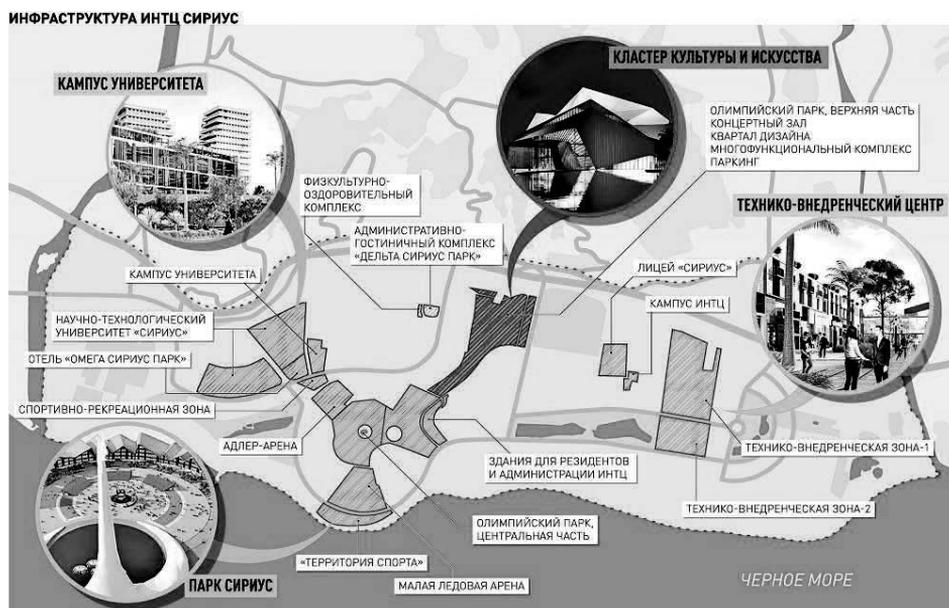 ИНФРАСТРУКТУРА ИНТЦ СИРИУС
КЛАСТЕР КУЛЬТУРЫ И ИСКУССТВА
КАМПУС УНИВЕРСИТЕТА
ОЛИМПИЙСКИЙ ПАРК, ВЕРХНЯЯ ЧАСТЬ
КОНЦЕРТНЫЙ ЗАЛ
КВАРТАЛ ДИЗАЙНА
МНОГОФУНКЦИОНАЛЬНЫЙ КОМПЛЕКС
ПАРКИНГ
ФИЗКУЛЬТУРНО-
ОЗДОРОВИТЕЛЬНЫЙ
КОМПЛЕКС
ТЕХНИКО-ВНЕДРЕНЧЕСКИЙ ЦЕНТР
АДМИНИСТРАТИВНО-
ГОСТИНИЧНЫЙ КОМПЛЕКС
«ДЕЛЬТА СИРИУС ПАРК»
КАМПУС УНИВЕРСИТЕТА
ЛИЦЕЙ «СИРИУС»
КАМПУС ИНТЦ
НАУЧНО-ТЕХНОЛОГИЧЕСКИЙ
УНИВЕРСИТЕТ «СИРИУС»
ОТЕЛЬ «ОМЕГА СИРИУС ПАРК»
СПОРТИВНО-РЕКРЕАЦИОННАЯ ЗОНА
АДЛЕР-АРЕНА
ЗДАНИЯ ДЛЯ РЕЗИДЕНТОВ
И АДМИНИСТРАЦИИ ИНТЦ
ТЕХНИКО-ВНЕДРЕНЧЕСКАЯ ЗОНА-1
ТЕХНИКО-ВНЕДРЕНЧЕСКАЯ ЗОНА-2
ОЛИМПИЙСКИЙ ПАРК,
ЦЕНТРАЛЬНАЯ ЧАСТЬ
«ТЕРРИТОРИЯ СПОРТА»
МАЛАЯ ЛЕДОВАЯ АРЕНА
ПАРК СИРИУС
ЧЕРНОЕ МОРЕ